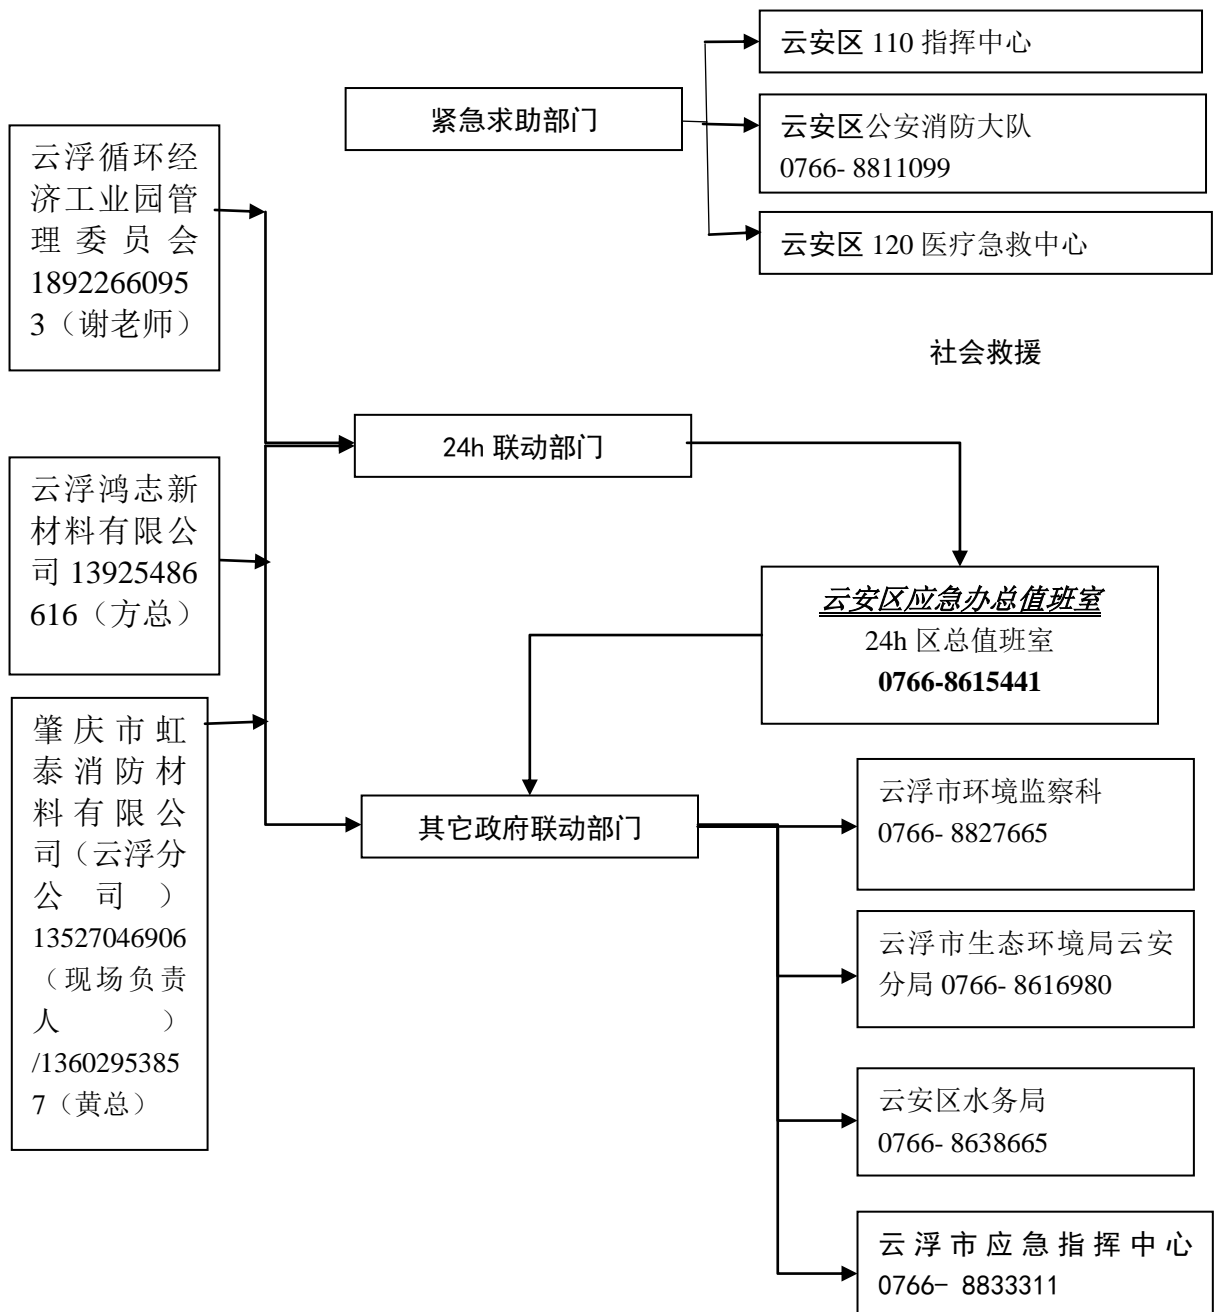 云安区 110 指挥中心
紧急求助部门
云安区公安消防大队
0766- 8811099
云安区 120 医疗急救中心
云浮循环经
济工业园管
理委员会
1892266095
3（谢老师）
社会救援
24h 联动部门
云浮鸿志新
材料有限公
司 13925486
616（方总）
云安区应急办总值班室
24h 区总值班室
0766-8615441
肇庆市虹
泰消防材
料有限公
司（云浮分
公司）
13527046906
（现场负责
人）
/1360295385
7（黄总）
其它政府联动部门
云浮市环境监察科
0766- 8827665
云浮市生态环境局云安
分局 0766- 8616980
云安区水务局
0766- 8638665
云浮市应急指挥中心
0766- 8833311